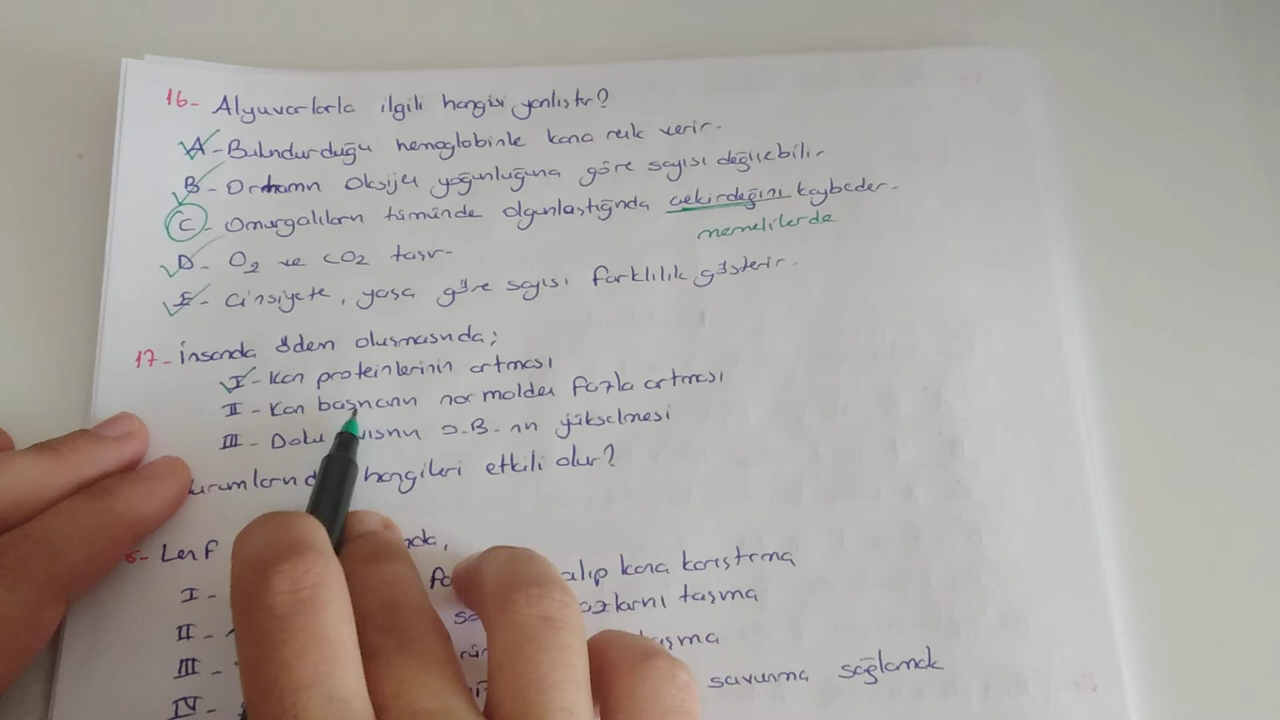 16- Alyuvarlarla ilgili hangisi yanlıştır?
A- Bulundurduğu hemoglobinle kana renk verir.
B- Ortamın Oksijen yoğunluğuna göre sayısı değişebilir.
C- Omurgalıların tümünde olgunlaştığında çekirdeğini kaybeder.
memelilerde
D- O2 ve CO2 taşır.
E- Cinsiyete, yaşa göre sayısı farklılık gösterir.
17- İnsanda ödem oluşmasında;
I- Kan proteinlerinin artması
II- Kan basıncının normalden fazla artması
III- Doku O.B-nın yükselmesi
hangileri etkili olur?
Lenf
I- alıp kana karıştırma
II- taşıma
III-
IV- savunma sağlamak